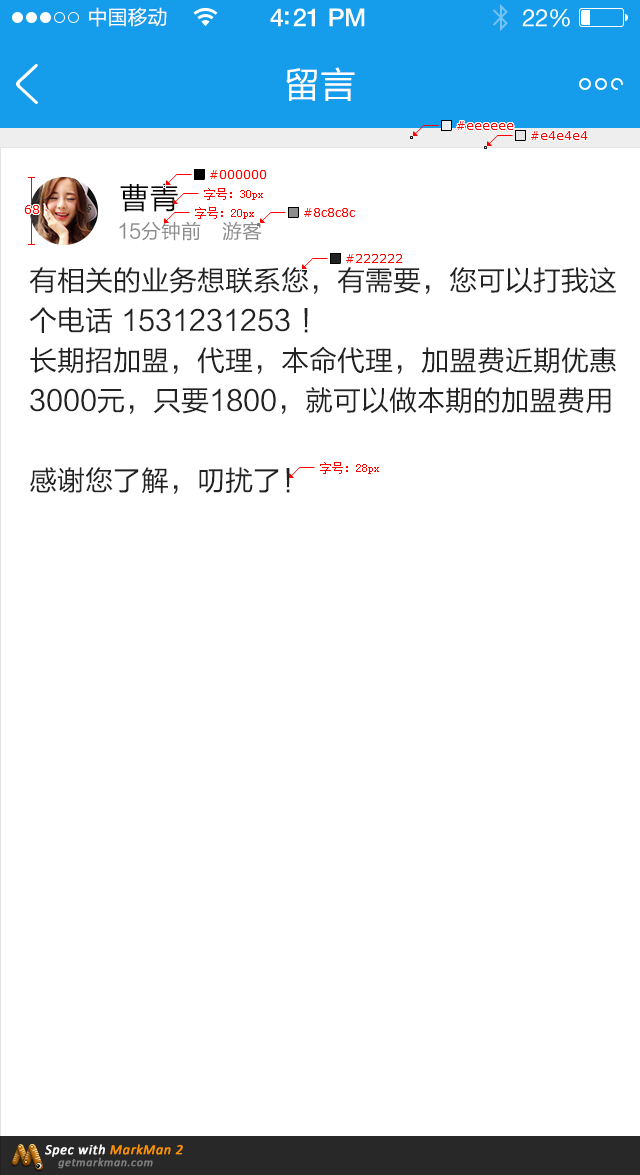 中国移动 4:21 PM 22%
留言
#eeeeee
#e4e4e4
#000000
曹青 字号: 30px
68
字号: 20px #8c8c8c
15分钟前 游客
#222222
有相关的业务想联系您，有需要，您可以打我这
个电话 1531231253！
长期招加盟，代理，本命代理，加盟费近期优惠
3000元，只要1800，就可以做本期的加盟费用
字号: 28px
感谢您了解，叨扰了！
Spec with MarkMan 2
getmarkman.com